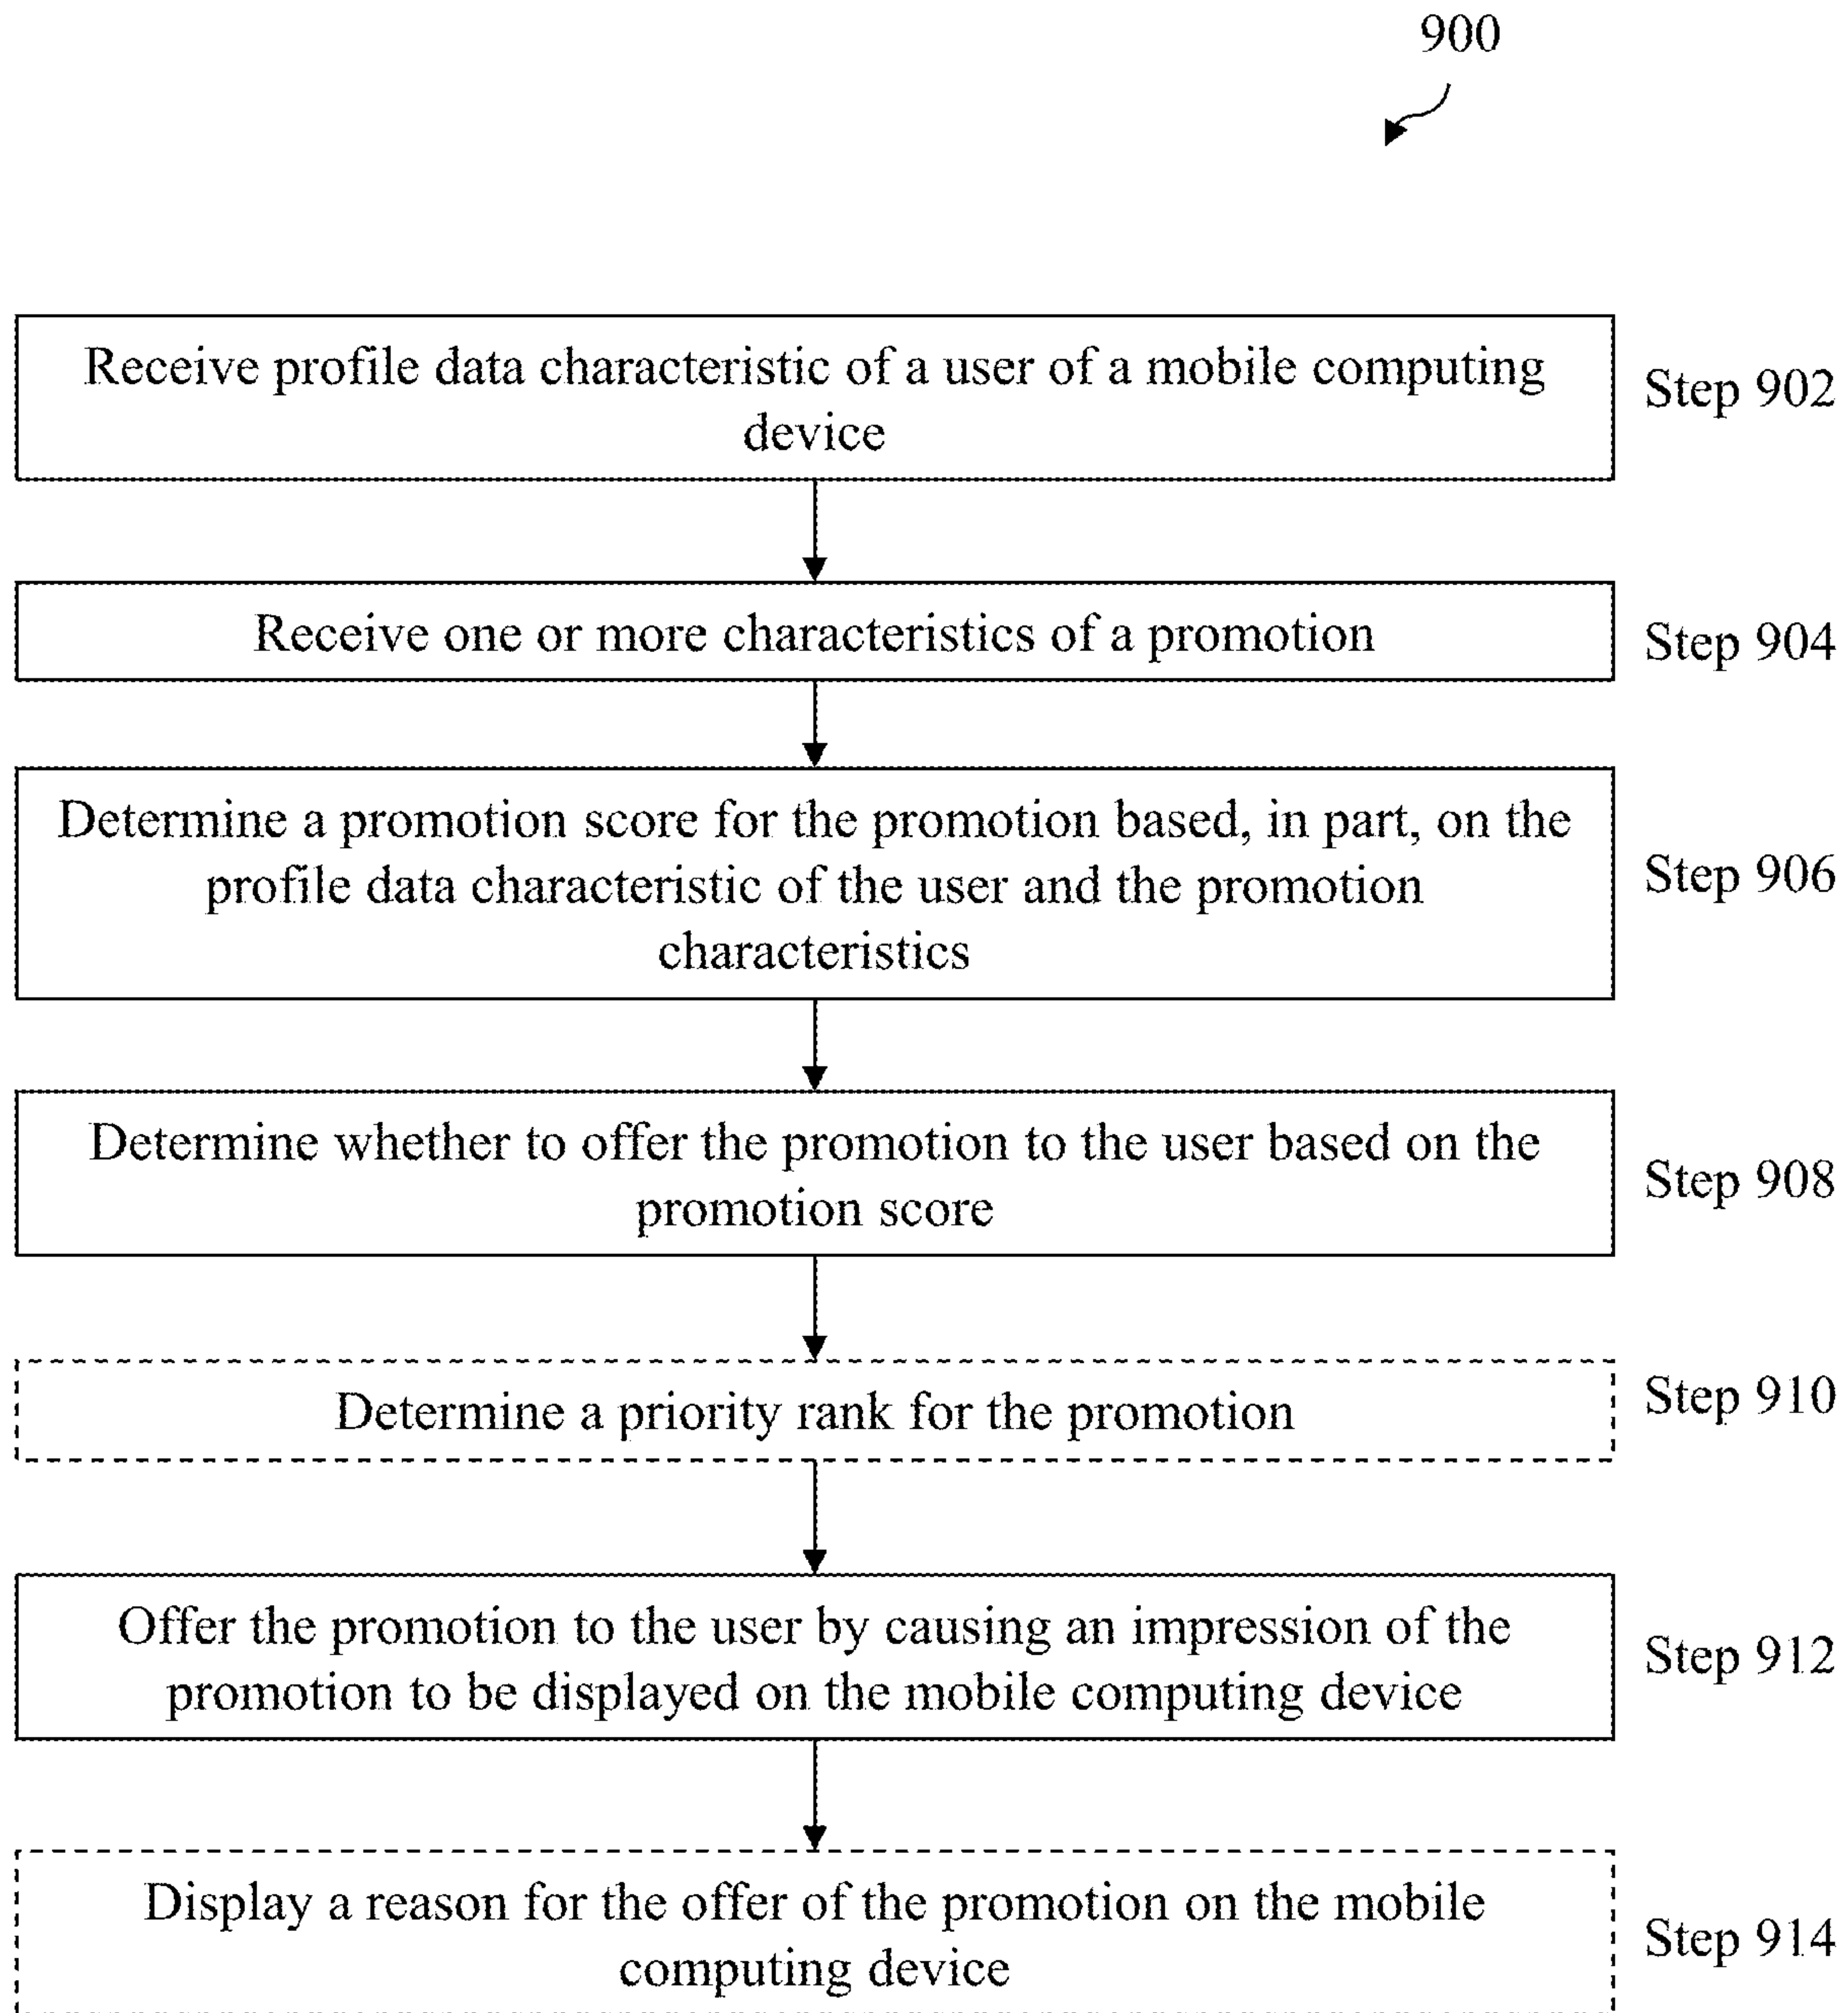 900
Receive profile data characteristic of a user of a mobile computing
device
Step 902
Receive one or more characteristics of a promotion
Step 904
Determine a promotion score for the promotion based, in part, on the
profile data characteristic of the user and the promotion
characteristics
Step 906
Determine whether to offer the promotion to the user based on the
promotion score
Step 908
Determine a priority rank for the promotion
Step 910
Offer the promotion to the user by causing an impression of the
promotion to be displayed on the mobile computing device
Step 912
Display a reason for the offer of the promotion on the mobile
computing device
Step 914